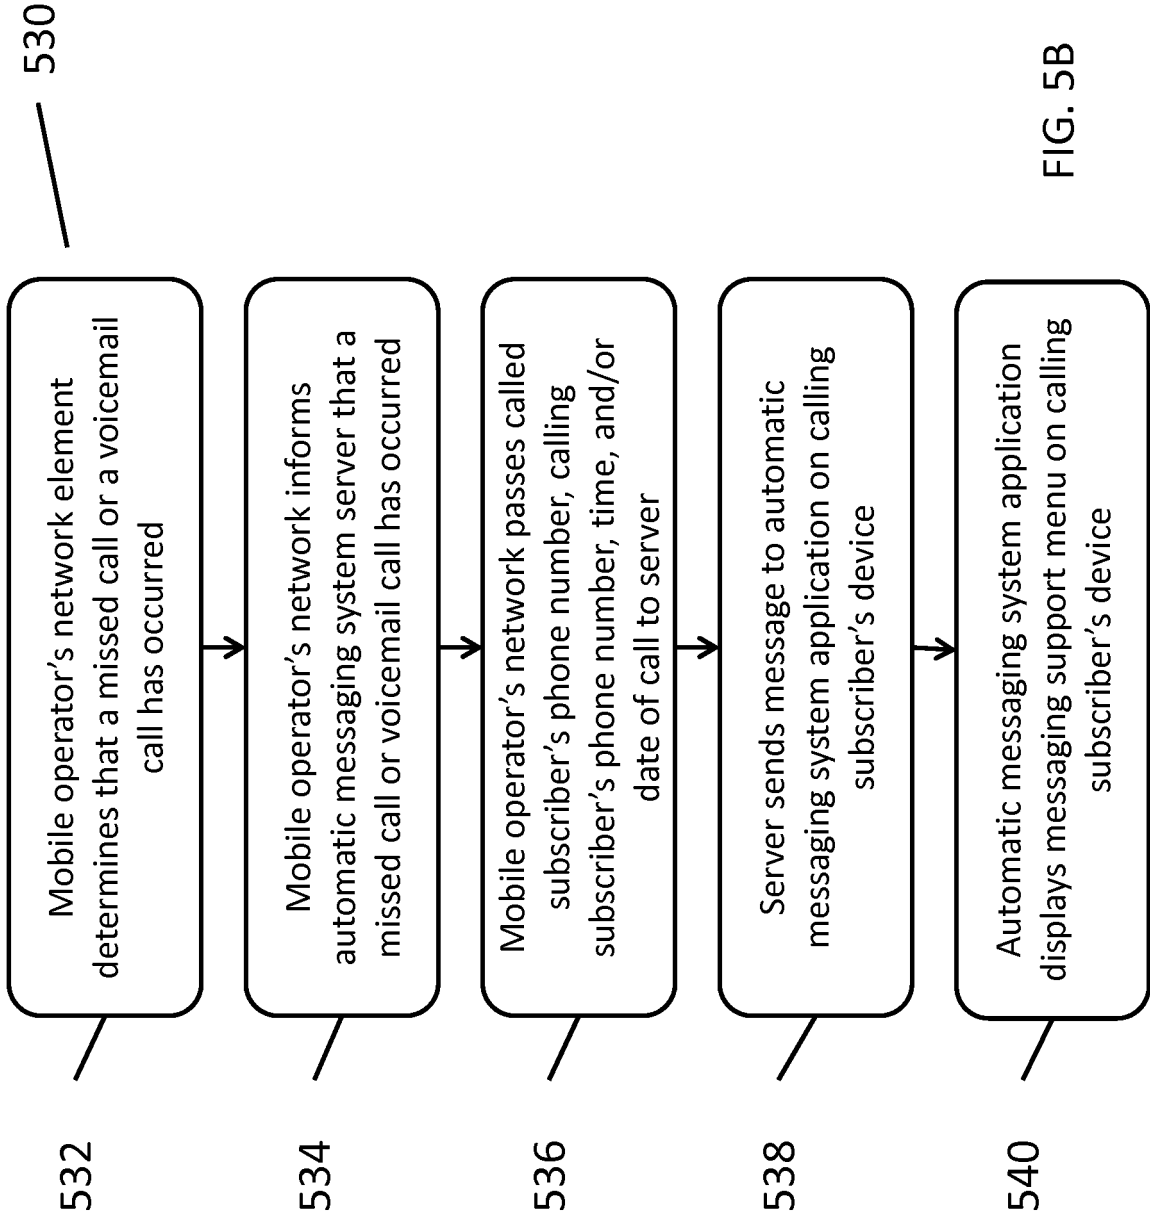 530
532
Mobile operator's network element
determines that a missed call or a voicemail
call has occurred
534
Mobile operator's network informs
automatic messaging system server that a
missed call or voicemail call has occurred
536
Mobile operator's network passes called
subscriber's phone number, calling
subscriber's phone number, time, and/or
date of call to server
538
Server sends message to automatic
messaging system application on calling
subscriber's device
540
Automatic messaging system application
displays messaging support menu on calling
subscriber's device
FIG. 5B